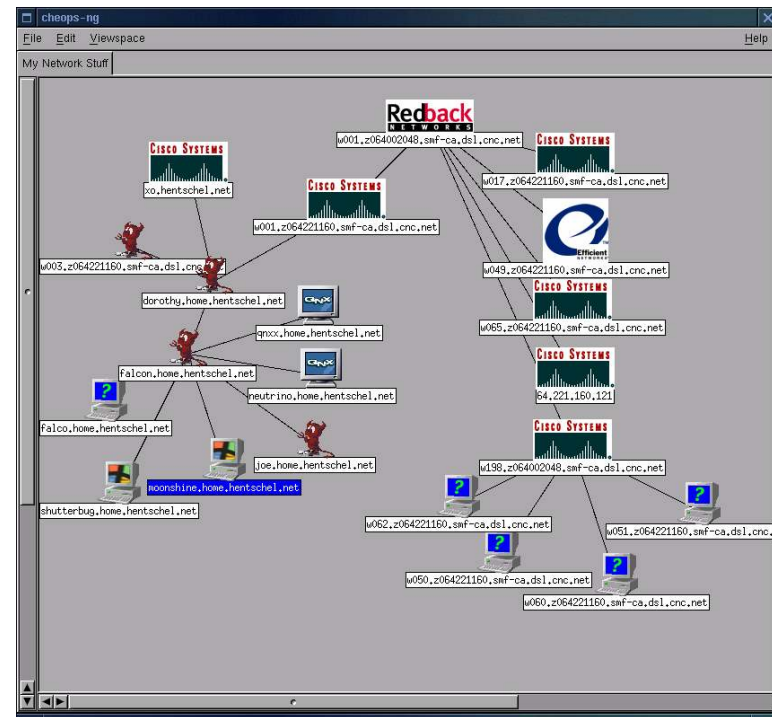 cheops-ng
File Edit Viewspace Help
My Network Stuff
Redback
NETWORKS
w001.z064002048.smf-ca.dsl.cnc.net
CISCO SYSTEMS
xo.hentschel.net
CISCO SYSTEMS
w017.z064221160.smf-ca.dsl.cnc.net
CISCO SYSTEMS
w001.z064221160.smf-ca.dsl.cnc.net
e
Efficient
NETWORKS
w049.z064221160.smf-ca.dsl.cnc.net
w003.z064221160.smf-ca.dsl.cnc
dorothy.home.hentschel.net
CISCO SYSTEMS
w065.z064221160.smf-ca.dsl.cnc.net
QNX
qnxx.home.hentschel.net
falcon.home.hentschel.net
CISCO SYSTEMS
64.221.160.121
QNX
neutrino.home.hentschel.net
?
falco.home.hentschel.net
joe.home.hentschel.net
CISCO SYSTEMS
w198.z064002048.smf-ca.dsl.cnc.net
moonshine.home.hentschel.net
shutterbug.home.hentschel.net
?
w062.z064221160.smf-ca.dsl.cnc.net
?
w051.z064221160.smf-ca.dsl.cnc.
?
w050.z064221160.smf-ca.dsl.cnc.net
?
w060.z064221160.smf-ca.dsl.cnc.net